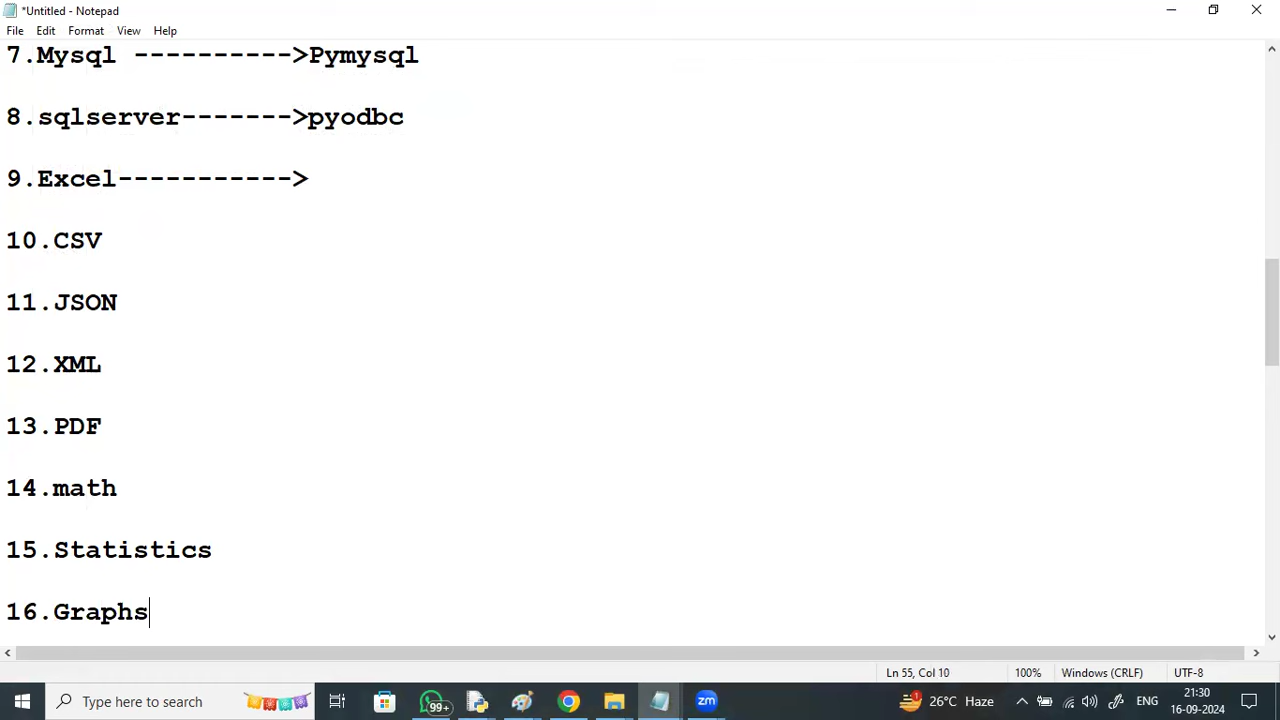 *Untitled - Notepad
File Edit Format View Help
7.Mysql ---------->Pymysql
8.sqlserver------->pyodbc
9.Excel----------->
10.CSV
11.JSON
12.XML
13.PDF
14.math
15.Statistics
16.Graphs
Ln 55, Col 10 100% Windows (CRLF) UTF-8
Type here to search 99+ zm 1 26°C Haze ENG 21:30
16-09-2024